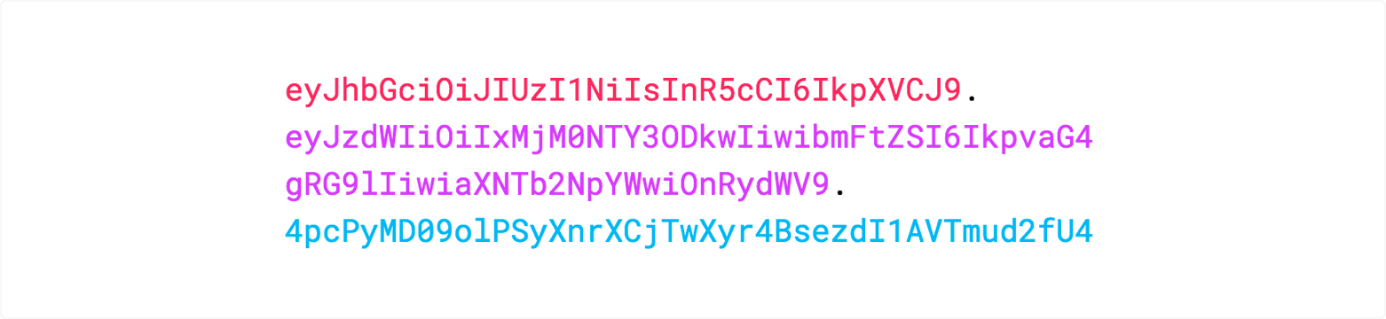 eyJhbGciOiJIUzI1NiIsInR5cCI6IkpXVCJ9.
eyJzdWIiOiIxMjM0NTY3ODkwIiwibmFtZSI6IkpvaG4
gRG9lIiwiaXNTb2NpYWwiOnRydWV9.
4pcPyMD09olPSyXnrXCjTwXyr4BsezdI1AVTmud2fU4